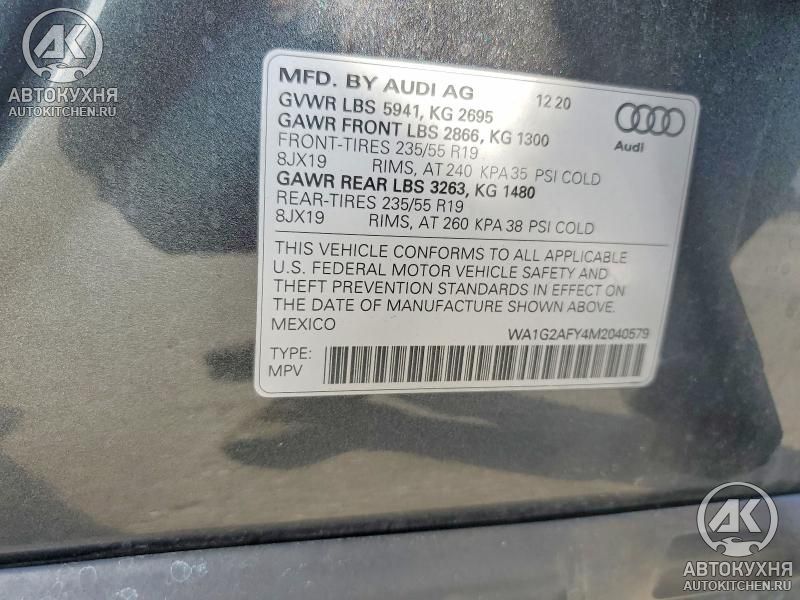 АК
АВТОКУХНЯ
AUTOKITCHEN.RU
MFD. BY AUDI AG 12 20
GVWR LBS 5941, KG 2695
GAWR FRONT LBS 2866, KG 1300
FRONT-TIRES 235/55 R19
8JX19 RIMS, AT 240 KPA 35 PSI COLD
GAWR REAR LBS 3263, KG 1480
REAR-TIRES 235/55 R19
8JX19 RIMS, AT 260 KPA 38 PSI COLD
Audi
THIS VEHICLE CONFORMS TO ALL APPLICABLE
U.S. FEDERAL MOTOR VEHICLE SAFETY AND
THEFT PREVENTION STANDARDS IN EFFECT ON
THE DATE OF MANUFACTURE SHOWN ABOVE.
MEXICO WA1G2AFY4M2040579
TYPE:
MPV
АК
АВТОКУХНЯ
AUTOKITCHEN.RU